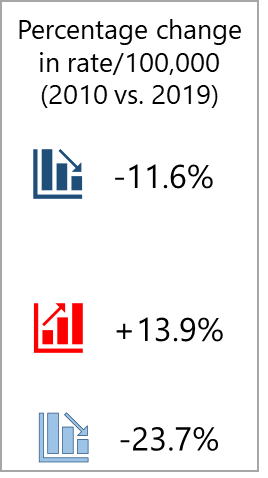 Percentage change
in rate/100,000
(2010 vs. 2019)
-11.6%
+13.9%
-23.7%